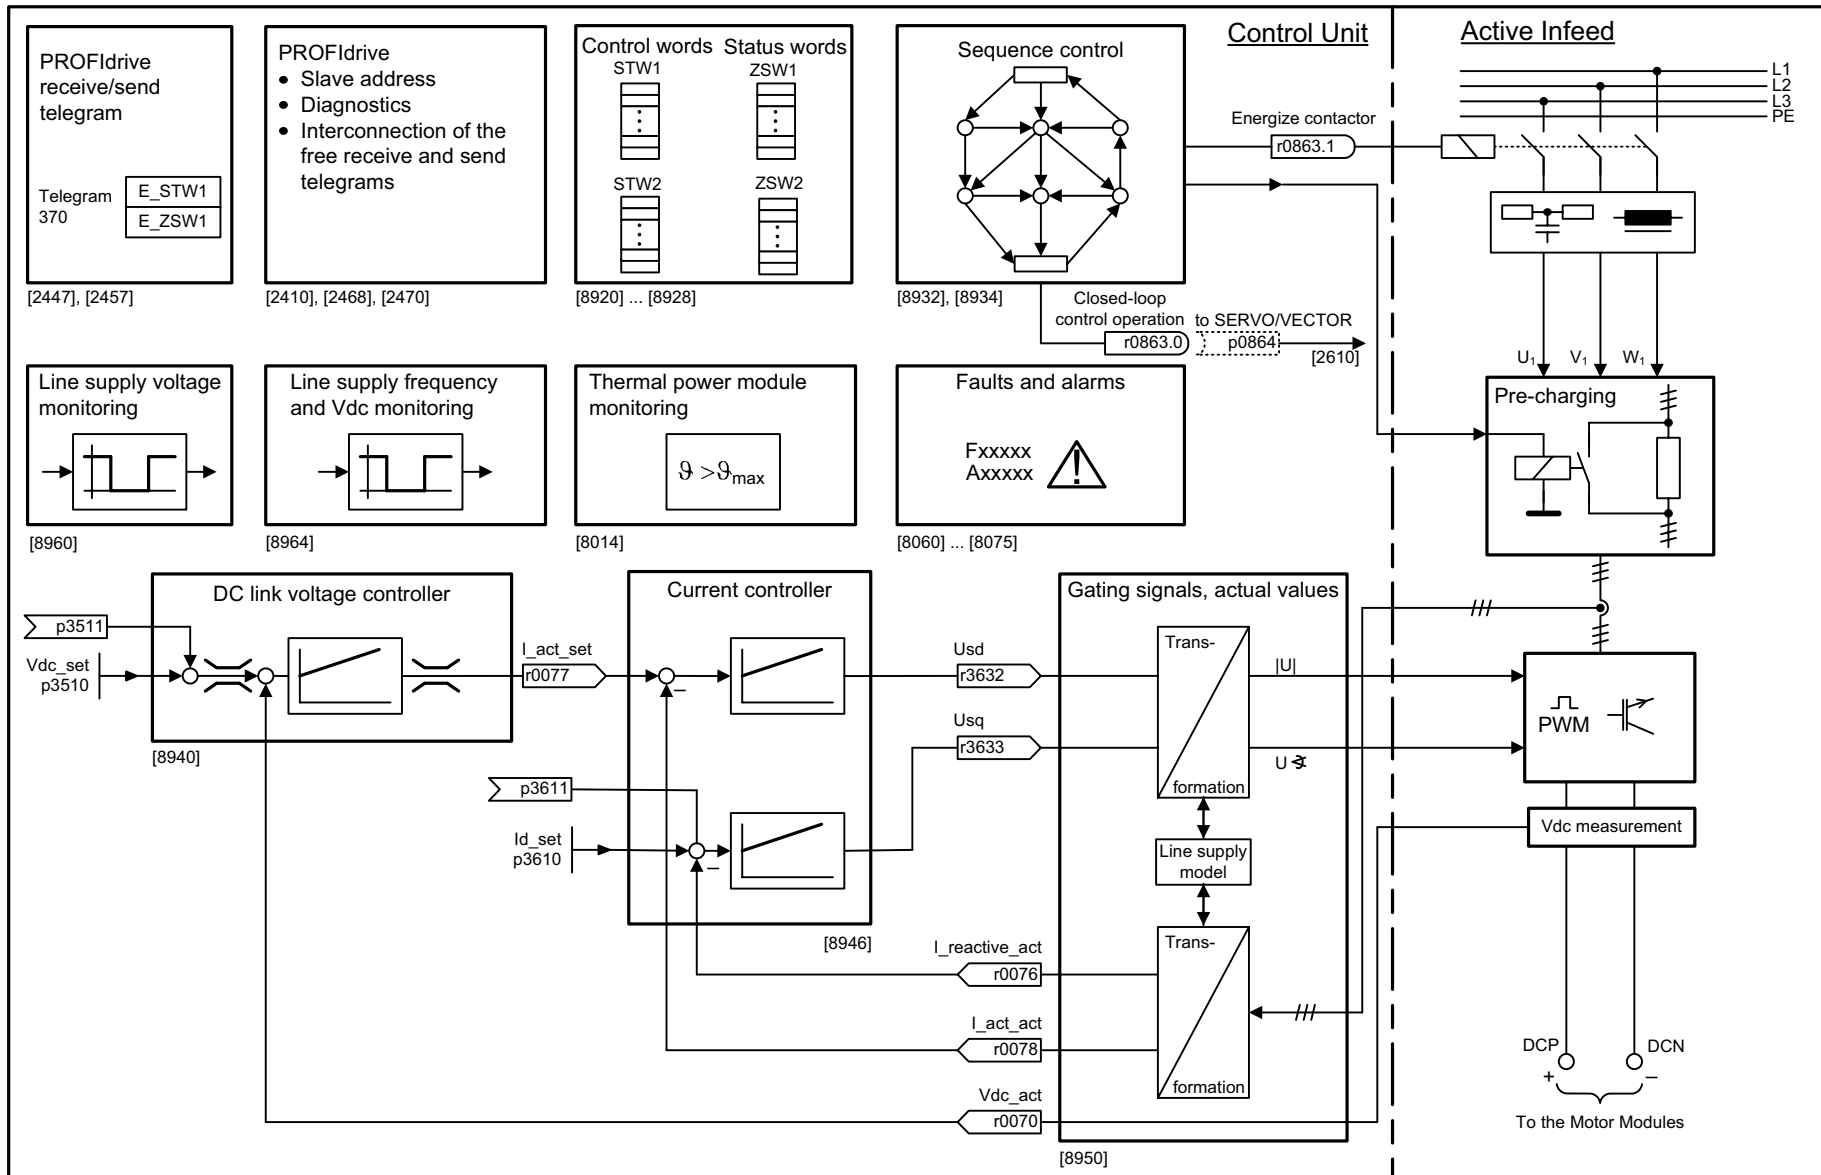 PROFIdrive
receive/send
telegram
Telegram
370
E_STW1
E_ZSW1
[2447], [2457]
PROFIdrive
• Slave address
• Diagnostics
• Interconnection of the
free receive and send
telegrams
[2410], [2468], [2470]
Control words
Status words
STW1
ZSW1
STW2
ZSW2
[8920] ... [8928]
Sequence control
[8932], [8934]
Control Unit
Active Infeed
L1
L2
L3
PE
Energize contactor
r0863.1
Closed-loop
control operation
r0863.0
to SERVO/VECTOR
p0864
[2610]
U1
V1
W1
Pre-charging
Line supply voltage
monitoring
[8960]
Line supply frequency
and Vdc monitoring
[8964]
Thermal power module
monitoring
ϑ >ϑmax
[8014]
Faults and alarms
Fxxxxx
Axxxxx
!
[8060] ... [8075]
DC link voltage controller
p3511
Vdc_set
p3510
[8940]
I_act_set
r0077
Current controller
p3611
Id_set
p3610
[8946]
Usd
r3632
Usq
r3633
Gating signals, actual values
Trans-
formation
|U|
U ∢
Line supply
model
Trans-
formation
I_reactive_act
r0076
I_act_act
r0078
Vdc_act
r0070
[8950]
PWM
Vdc measurement
DCP
DCN
+
–
To the Motor Modules